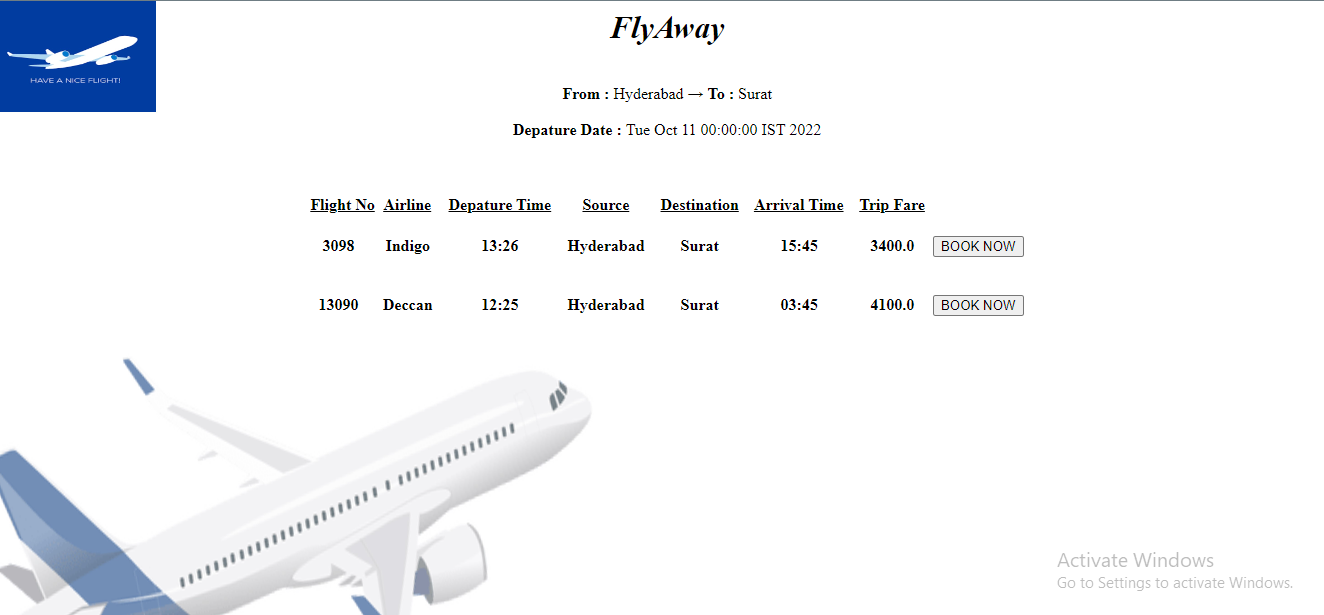 FlyAway
HAVE A NICE FLIGHT!
From : Hyderabad → To : Surat
Depature Date : Tue Oct 11 00:00:00 IST 2022
Flight No Airline Depature Time Source Destination Arrival Time Trip Fare
3098 Indigo 13:26 Hyderabad Surat 15:45 3400.0 BOOK NOW
13090 Deccan 12:25 Hyderabad Surat 03:45 4100.0 BOOK NOW
Activate Windows
Go to Settings to activate Windows.